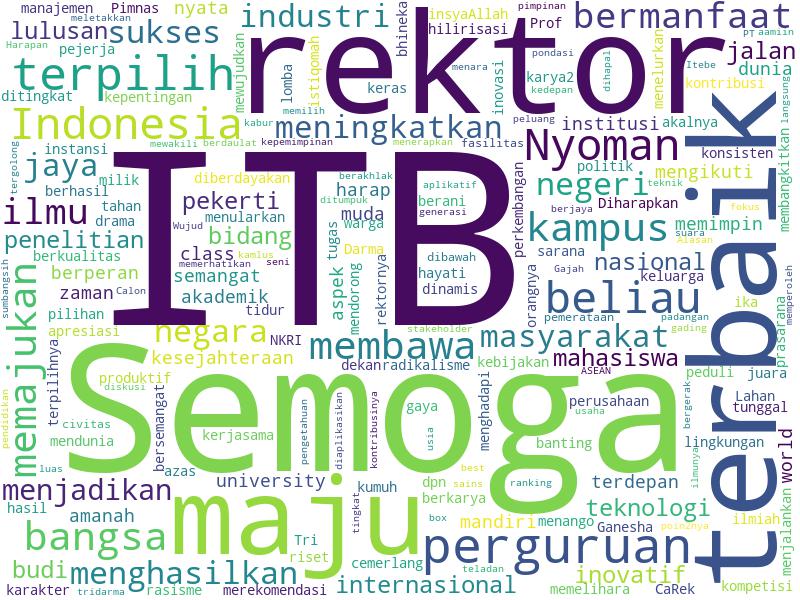 manajemen
Pimnas
nyata
meletakkan
industri
rektor
insyaAllah
pimpinan
bermanfaat
lulusan
sukses
hilirisasi
Prof
Harapan
pejerja
bhineka
pondasi
PT
aamiin
jalan
terpilih
mewujudkan
lomba
istiqomah
menara
inovasi
dihapal
menelurkan
Itebe
dunia
ditingkat
kepentingan
keras
karya2
kedepan
kontribusi
langsung
Indonesia
kabur
memilih
peluang
meningkatkan
mewakili
berdaulat
kepemimpinan
menerapkan
fasilitas
institusi
akalnya
Nyoman
konsisten
membangkitkan
terbaik
tergolong
instansi
jaya
milik
berhasil
diberdayakan
ITB
berakhlak
aplikatif
politik
mengikuti
negeri
teknik
tahan
pekerti
harap
ditumpuk
berani
generasi
perkembangan
Diharapkan
berjaya
fokus
ilmu
drama
menularkan
muda
warga
Wujud
kamlus
penelitian
bidang
tugas
Darma
kampus
memimpin
suara
Aiasan
berkualitas
class
memerhatikan
seni
dibawah
sarana
berperan
semangat
aspek
mendorong
rektornya
hayati
dinamis
orangnya
Gajah
nasional
keluarga
sumbangsih
zaman
Calon
akademik
tidur
beliau
padangan
gading
ika
memperoleh
pilihan
pemerataan
prasarana
apresiasi
negara
NKRI
stakeholder
masyarakat
memajukan
terpilihnya
kesejahteraan
membawa
dekan
radikalisme
kebijakan
mahasiswa
ASEAN
peduli
juara
produktif
diskusi
Semoga
menghadapi
perusahaan
usaha
bergerak
Lahan
tunggal
pendidikan
civitas
bersemangat
kerjasama
pengetahuan
diaplikasikan
kontribusinya
gaya
usia
banting
lingkungan
mendunia
luas
azas
university
kumuh
dpn
best
sains
ranking
terdepan
ilmunya
world
menjadikan
berkarya
hasil
amanah
maju
tingkat
box
mandiri
menango
teknologi
Ganesha
poin2nya
ilmiah
menjalankan
bangsa
Tri
riset
cemerlang
perguruan
budi
menghasilkan
teladan
inovatif
internasional
karakter
tridarma
rasisme
merekomendasi
memelihara
CaRek
kompetisi